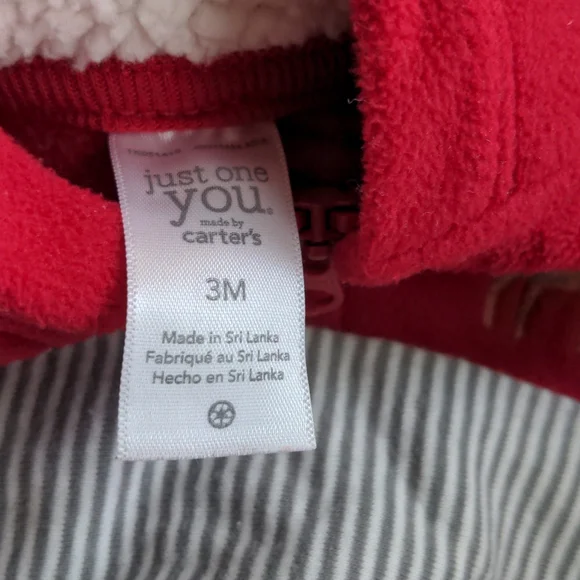 just one
you.
made by
carter's
3M
Made in Sri Lanka
Fabriqué au Sri Lanka
Hecho en Sri Lanka